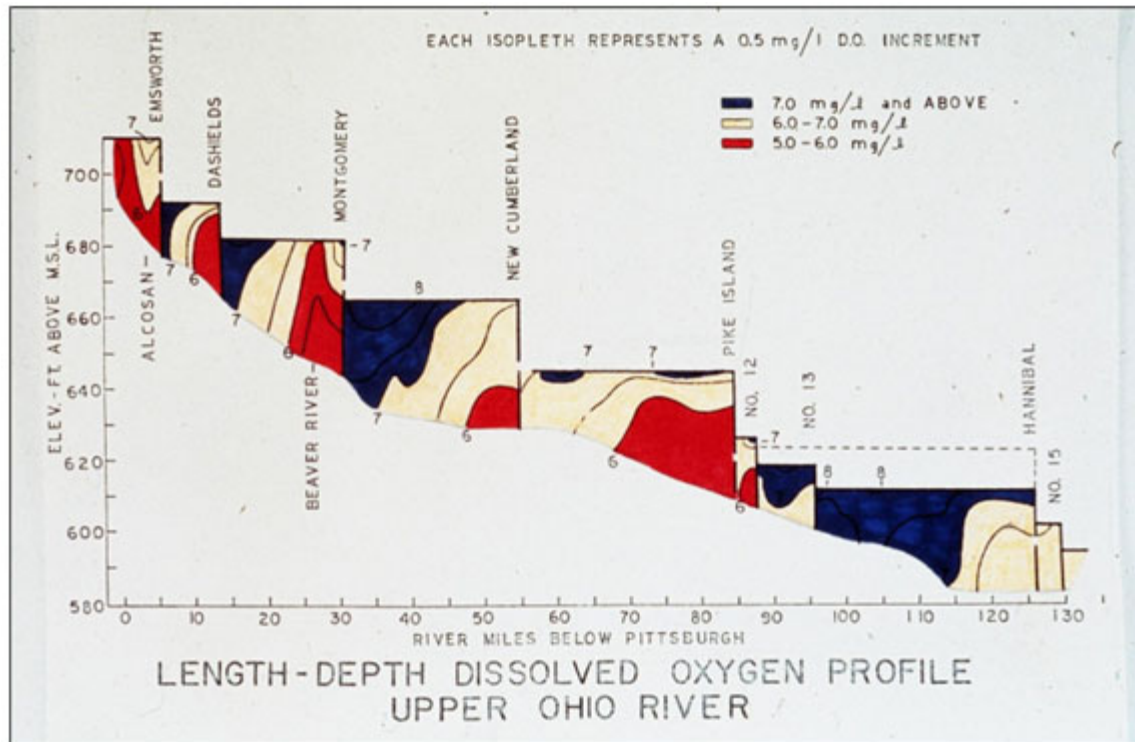 EACH ISOPLETH REPRESENTS A 0.5 mg/l D.O. INCREMENT
7.0 mg/l and ABOVE
6.0-7.0 mg/l
5.0-6.0 mg/l
EMSWORTH
DASHIELDS
MONTGOMERY
NEW CUMBERLAND
PIKE ISLAND
NO. 12
NO. 13
HANNIBAL
NO. 15
ALCOSAN
BEAVER RIVER
7
6
7
6
7
6
-7
8
7
6
7
7
6
-7
6
8
8
ELEV.- FT. ABOVE M.S.L.
700
680
660
640
620
600
580
0 10 20 30 40 50 60 70 80 90 100 110 120 130
RIVER MILES BELOW PITTSBURGH
LENGTH-DEPTH DISSOLVED OXYGEN PROFILE
UPPER OHIO RIVER